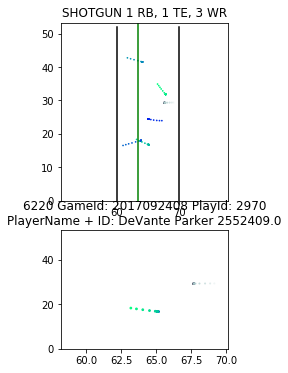 SHOTGUN 1 RB, 1 TE, 3 WR
50
40
30
20
10
0
60
70
6220 GameId: 2017092408 PlayId: 2970
PlayerName + ID: DeVante Parker 2552409.0
40
20
0
60.0 62.5 65.0 67.5 70.0